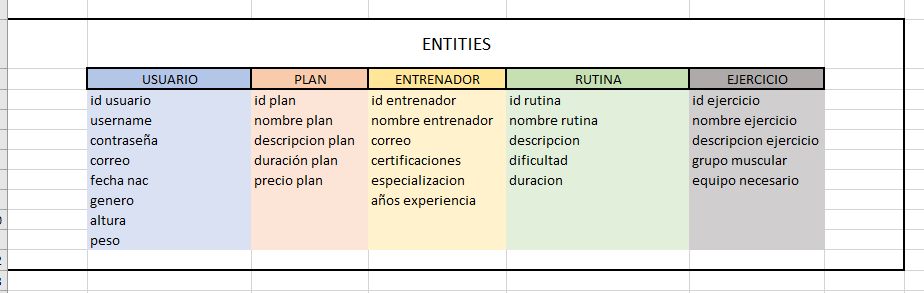 ENTITIES
USUARIO PLAN ENTRENADOR RUTINA EJERCICIO
id usuario id plan id entrenador id rutina id ejercicio
username nombre plan nombre entrenador nombre rutina nombre ejercicio
contraseña descripcion plan correo descripcion descripcion ejercicio
correo duración plan certificaciones dificultad grupo muscular
fecha nac precio plan especializacion duracion equipo necesario
genero años experiencia
altura
peso